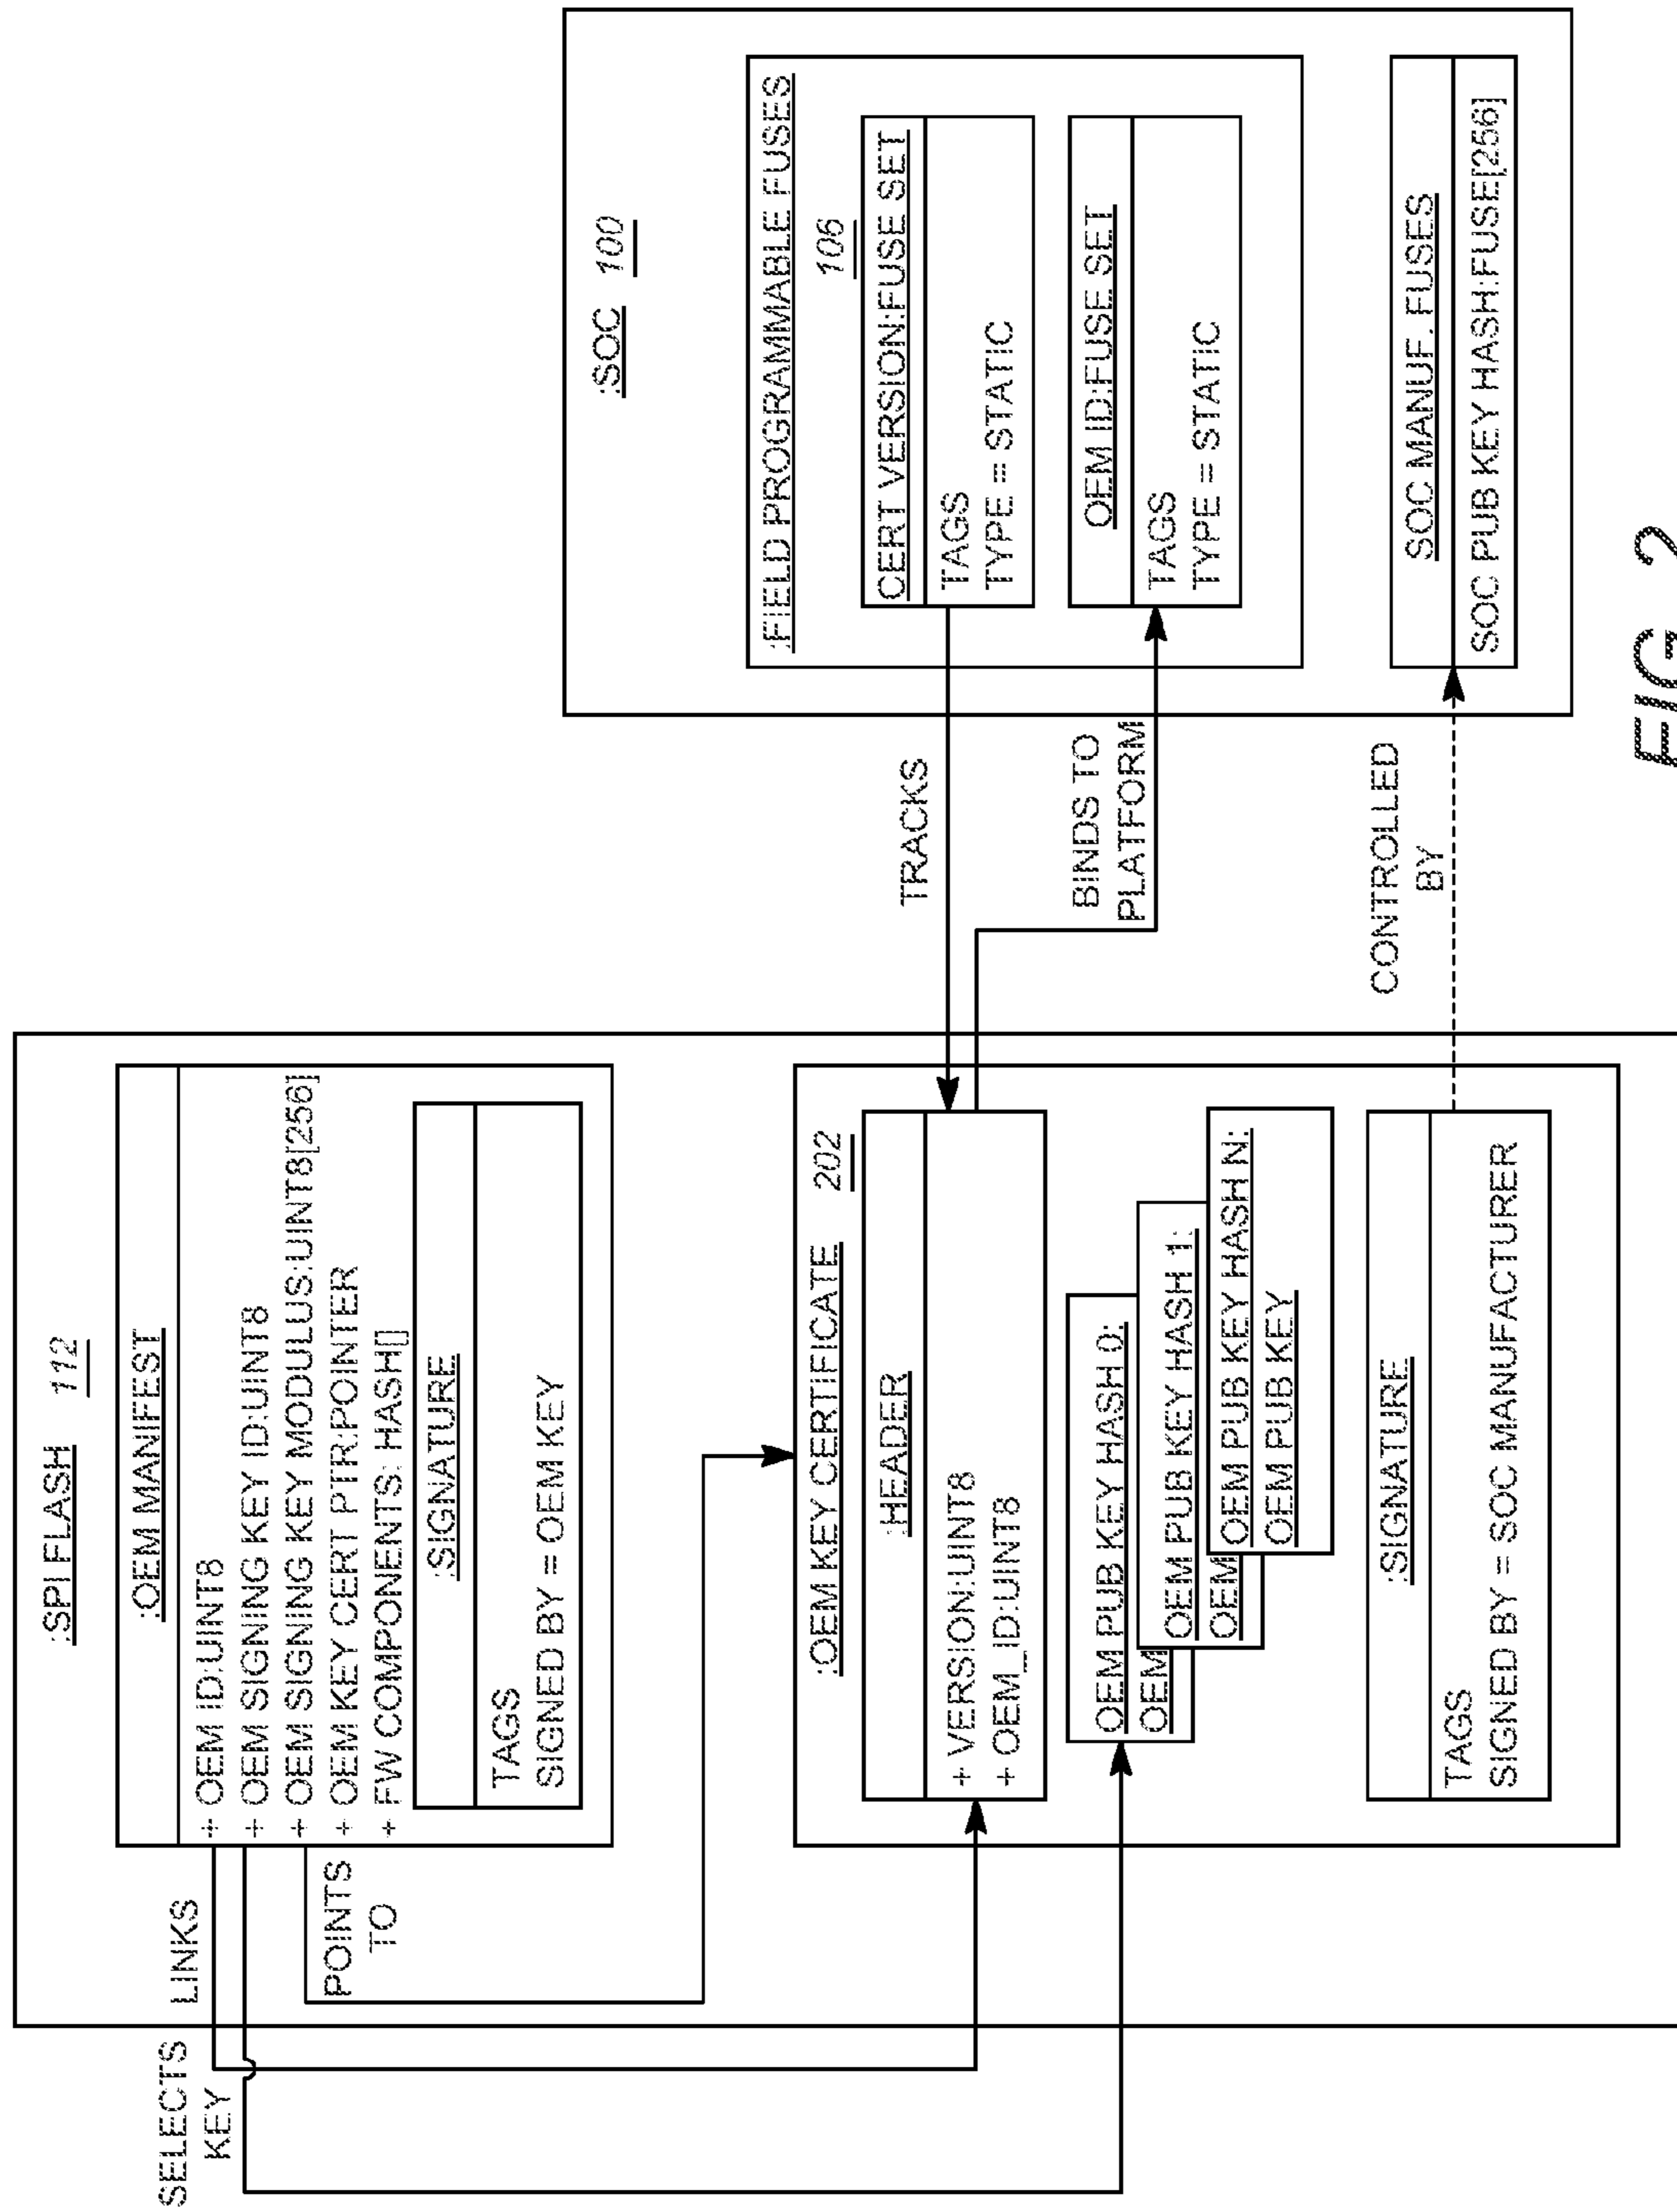 :SPI FLASH 112
:OEM MANIFEST
+ OEM ID:UINT8
+ OEM SIGNING KEY ID:UINT8
+ OEM SIGNING KEY MODULUS:UINT8[256]
+ OEM KEY CERT PTR:POINTER
+ FW COMPONENTS: HASH[]
:SIGNATURE
TAGS
SIGNED BY = OEM KEY
LINKS
SELECTS
KEY
POINTS
TO
:OEM KEY CERTIFICATE 202
:HEADER
+ VERSION:UINT8
+ OEM_ID:UINT8
OEM PUB KEY HASH 0:
OEM
OEM PUB KEY HASH 1:
OEM
OEM PUB KEY HASH N:
OEM PUB KEY
:SIGNATURE
TAGS
SIGNED BY = SOC MANUFACTURER
TRACKS
BINDS TO
PLATFORM
CONTROLLED
BY
:SOC 100
:FIELD PROGRAMMABLE FUSES
106
CERT VERSION:FUSE SET
TAGS
TYPE = STATIC
OEM ID:FUSE SET
TAGS
TYPE = STATIC
SOC MANUF. FUSES
SOC PUB KEY HASH:FUSE[256]
FIG. 2